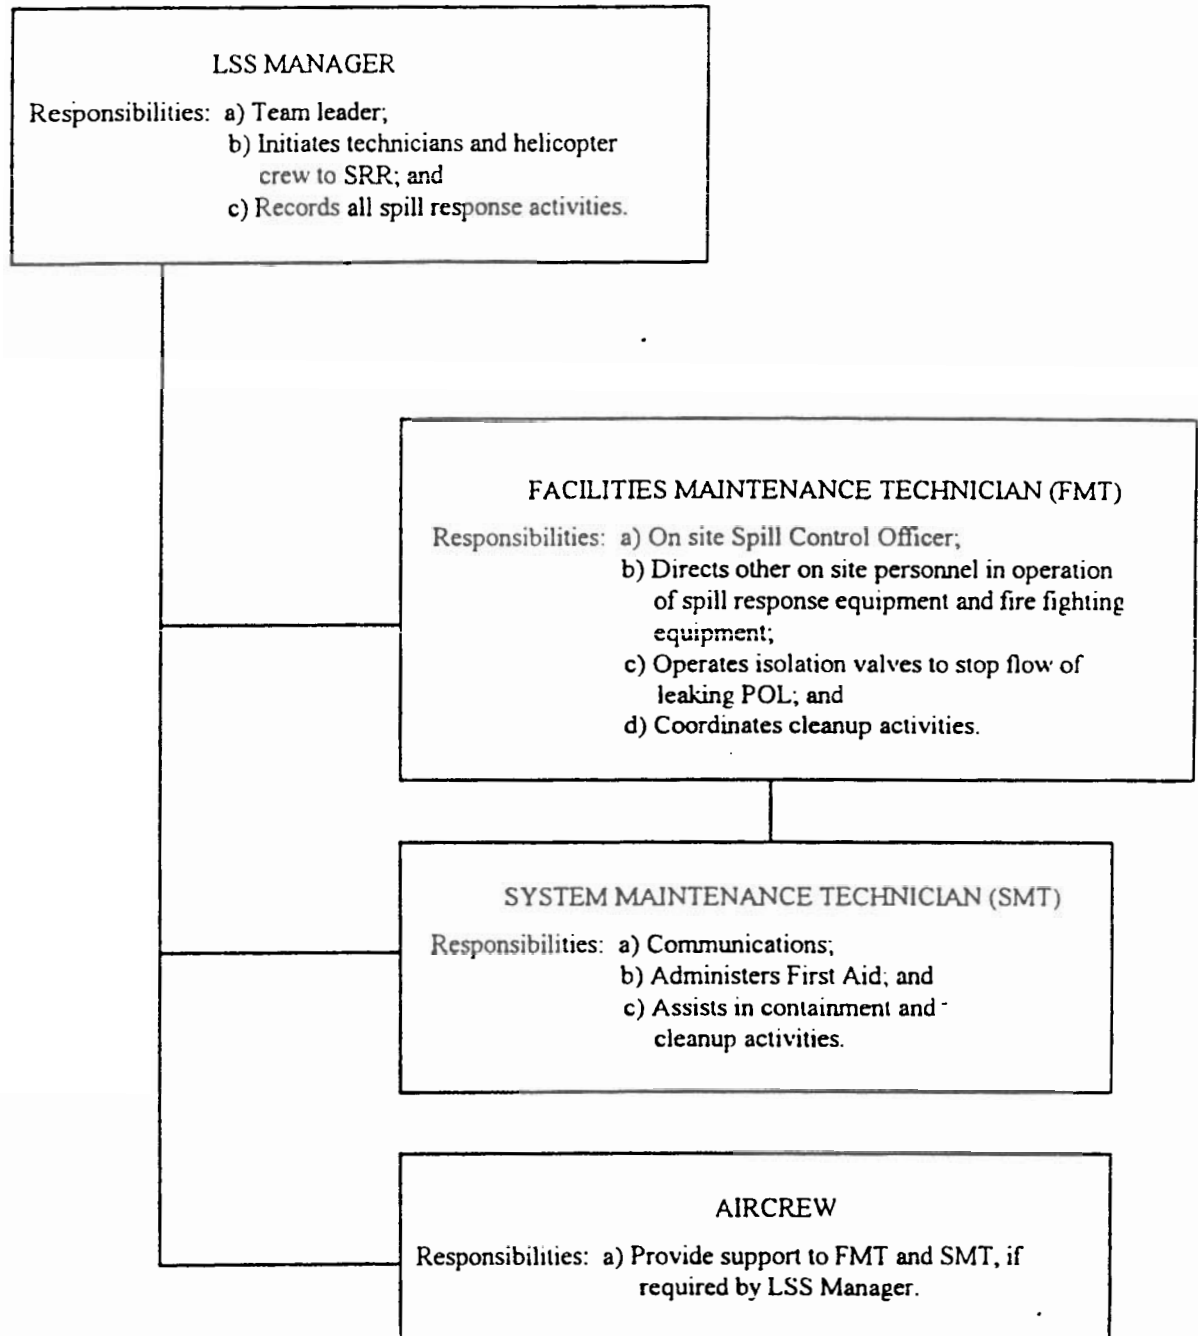 LSS MANAGER
Responsibilities: a) Team leader;
b) Initiates technicians and helicopter
crew to SRR; and
c) Records all spill response activities.
FACILITIES MAINTENANCE TECHNICIAN (FMT)
Responsibilities: a) On site Spill Control Officer;
b) Directs other on site personnel in operation
of spill response equipment and fire fighting
equipment;
c) Operates isolation valves to stop flow of
leaking POL; and
d) Coordinates cleanup activities.
SYSTEM MAINTENANCE TECHNICIAN (SMT)
Responsibilities: a) Communications;
b) Administers First Aid; and
c) Assists in containment and
cleanup activities.
AIRCREW
Responsibilities: a) Provide support to FMT and SMT, if
required by LSS Manager.